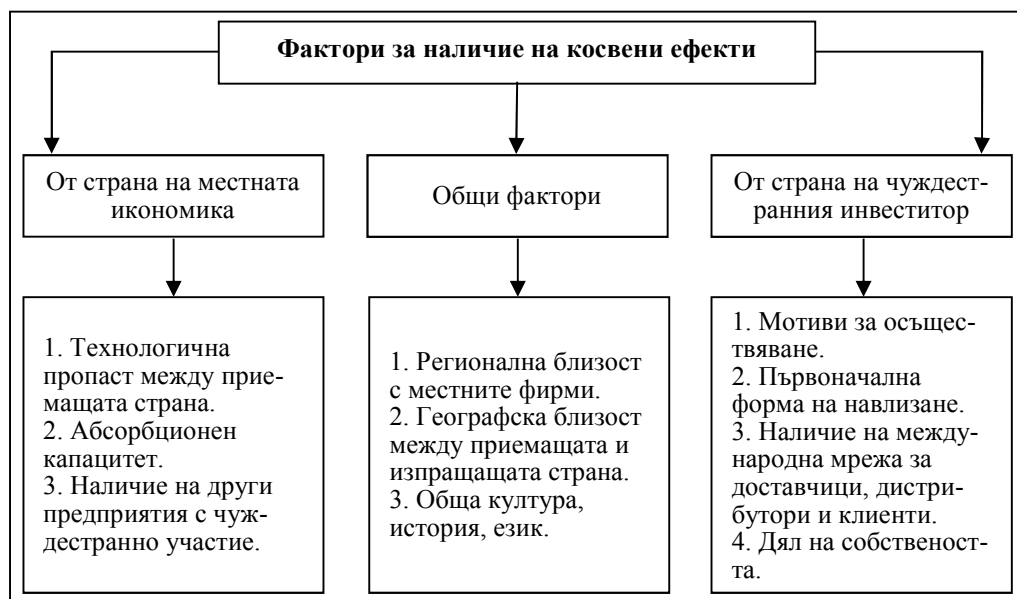 Фактори за наличие на косвени ефекти
От страна на местната
икономика
Общи фактори
От страна на чуждест-
ранния инвеститор
1. Технологична
пропаст между прие-
мащата страна.
2. Абсорбционен
капацитет.
3. Наличие на други
предприятия с чуж-
дестранно участие.
1. Регионална близост
с местните фирми.
2. Географска близост
между приемащата и
изпращащата страна.
3. Обща култура,
история, език.
1. Мотиви за осъщес-
твяване.
2. Първоначална
форма на навлизане.
3. Наличие на между-
народна мрежа за
доставчици, дистри-
бутори и клиенти.
4. Дял на собственост-
та.